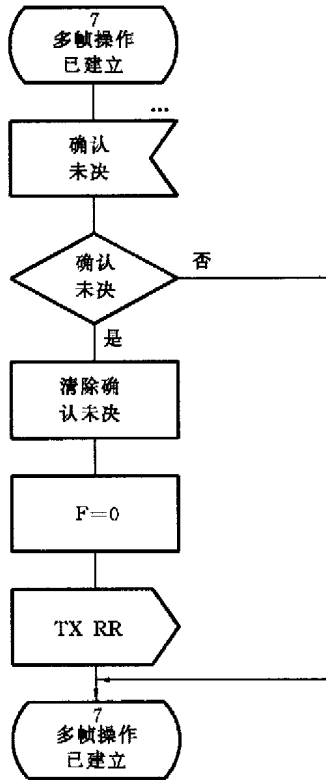 7
多帧操作
已建立
...
确认
未决
确认
未决
否
是
清除确
认未决
F=0
TX RR
7
多帧操作
已建立